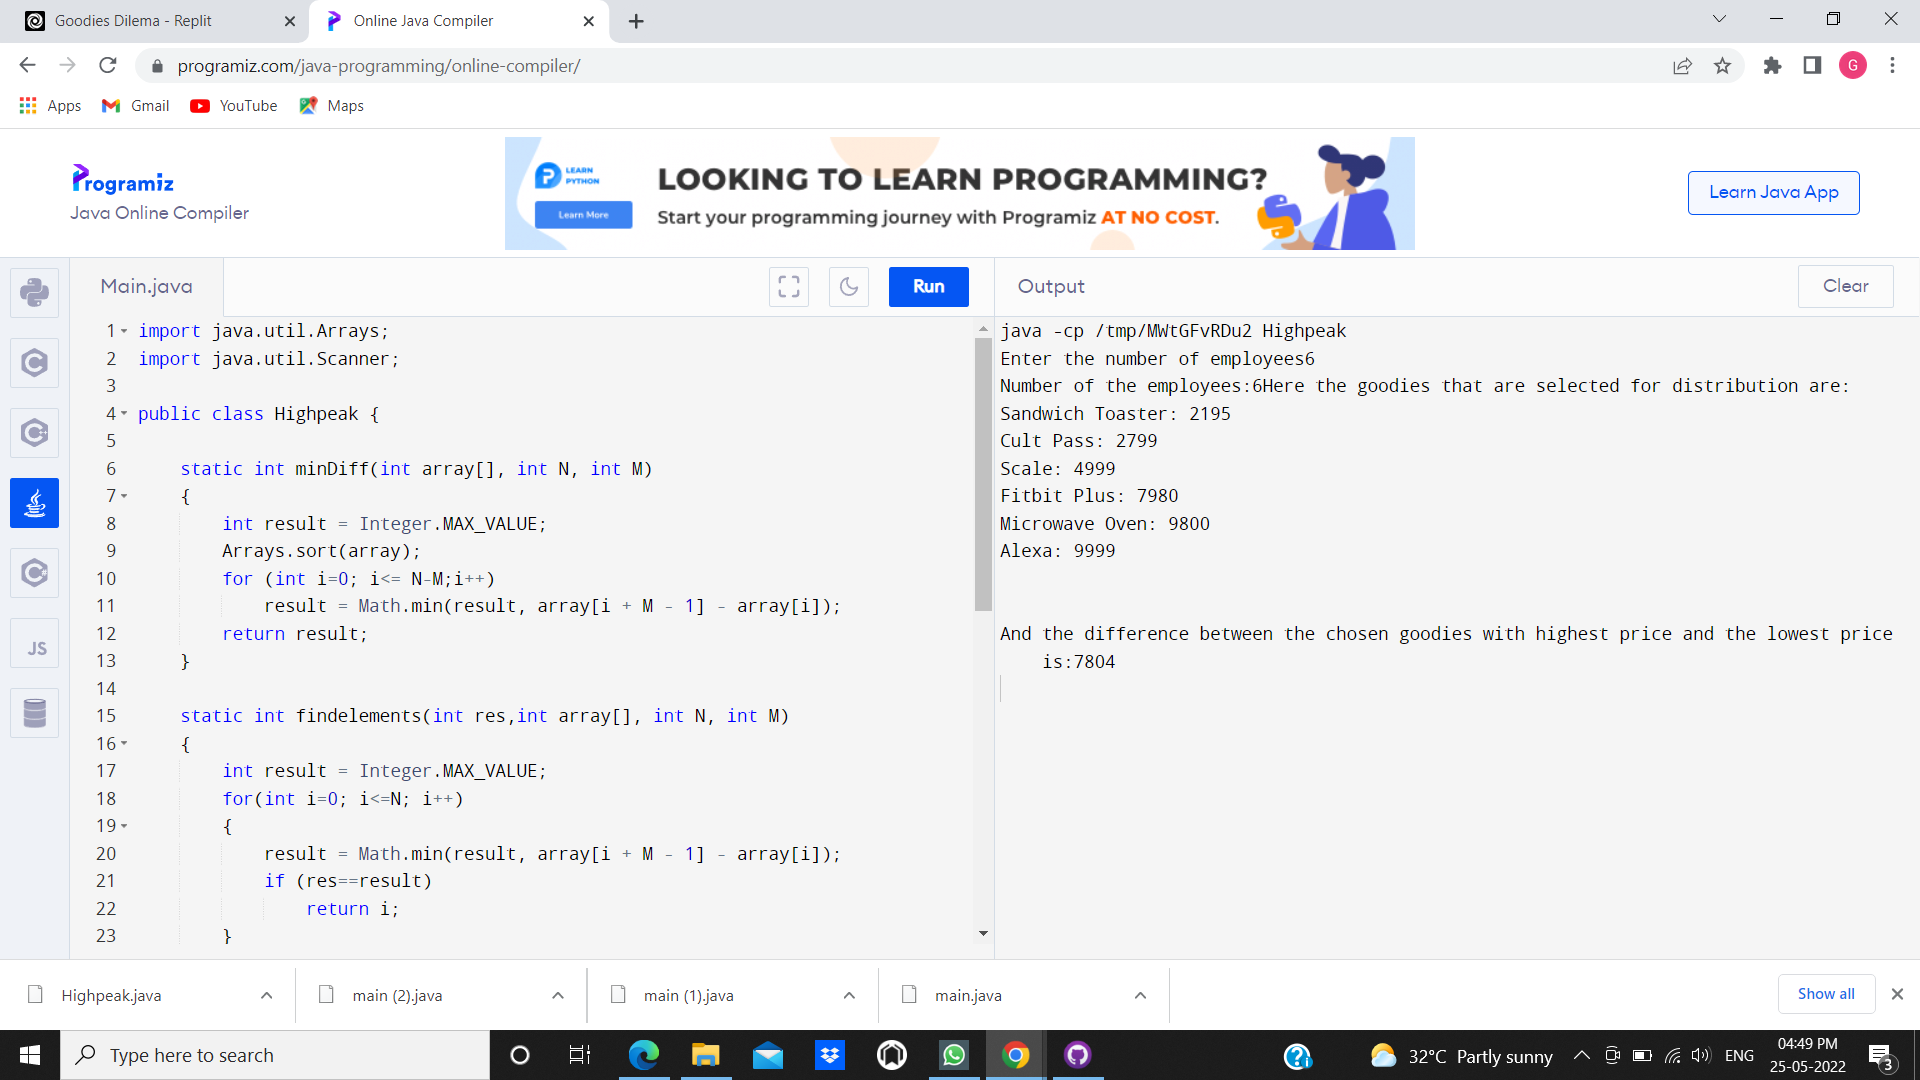 Goodies Dilema - Replit
Online Java Compiler
programiz.com/java-programming/online-compiler/
G
Apps
Gmail
YouTube
Maps
Programiz
Java Online Compiler
LEARN
PYTHON
Learn More
LOOKING TO LEARN PROGRAMMING?
Start your programming journey with Programiz AT NO COST.
Learn Java App
Main.java
Run
Output
Clear
1 import java.util.Arrays;
2 import java.util.Scanner;
3
4 public class Highpeak {
5
6 static int minDiff(int array[], int N, int M)
7 {
8 int result = Integer.MAX_VALUE;
9 Arrays.sort(array);
10 for (int i=0; i<= N-M;i++)
11 result = Math.min(result, array[i + M - 1] - array[i]);
12 return result;
13 }
14
15 static int findelements(int res,int array[], int N, int M)
16 {
17 int result = Integer.MAX_VALUE;
18 for(int i=0; i<=N; i++)
19 {
20 result = Math.min(result, array[i + M - 1] - array[i]);
21 if (res==result)
22 return i;
23 }
java -cp /tmp/MWtGFvRDu2 Highpeak
Enter the number of employees6
Number of the employees:6Here the goodies that are selected for distribution are:
Sandwich Toaster: 2195
Cult Pass: 2799
Scale: 4999
Fitbit Plus: 7980
Microwave Oven: 9800
Alexa: 9999
And the difference between the chosen goodies with highest price and the lowest price
is:7804
JS
Highpeak.java
main (2).java
main (1).java
main.java
Show all
Type here to search
32°C Partly sunny
ENG
04:49 PM
25-05-2022
3